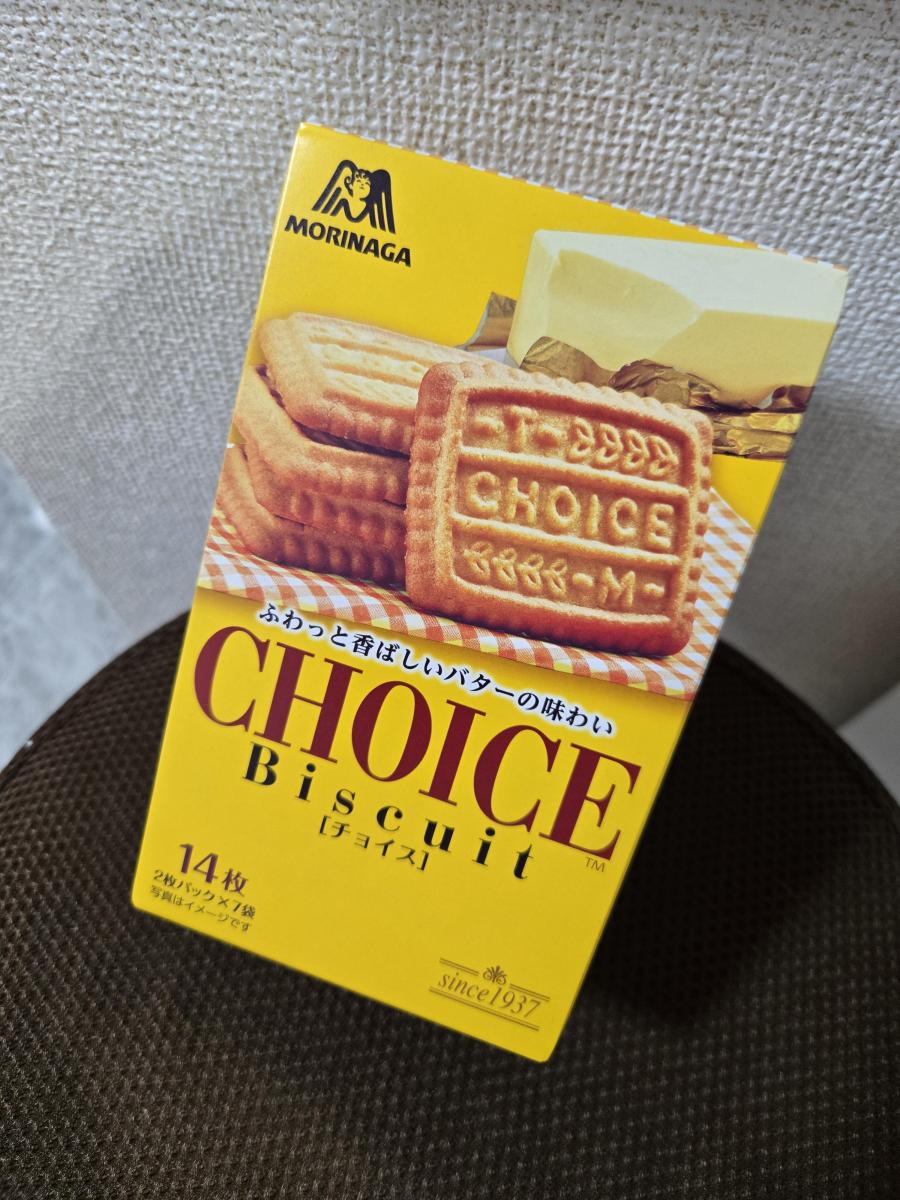 MORINAGA
-T-
CHOICE
-M-
ふわっと香ばしいバターの味わい
CHOICE
Biscuit
TM
[チョイス]
14枚
2枚パック×7袋
写真はイメージです
since1937